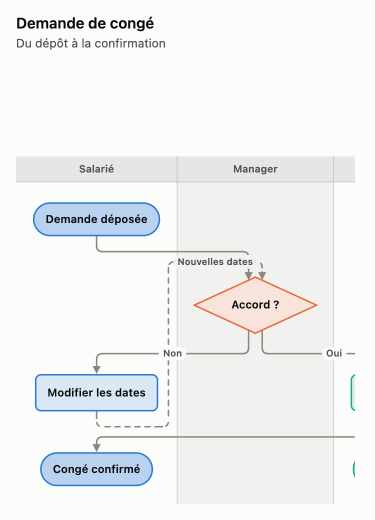 Demande de congé
Du dépôt à la confirmation
Salarié
Manager
Demande déposée
Nouvelles dates
Accord ?
Non
Oui
Modifier les dates
Congé confirmé